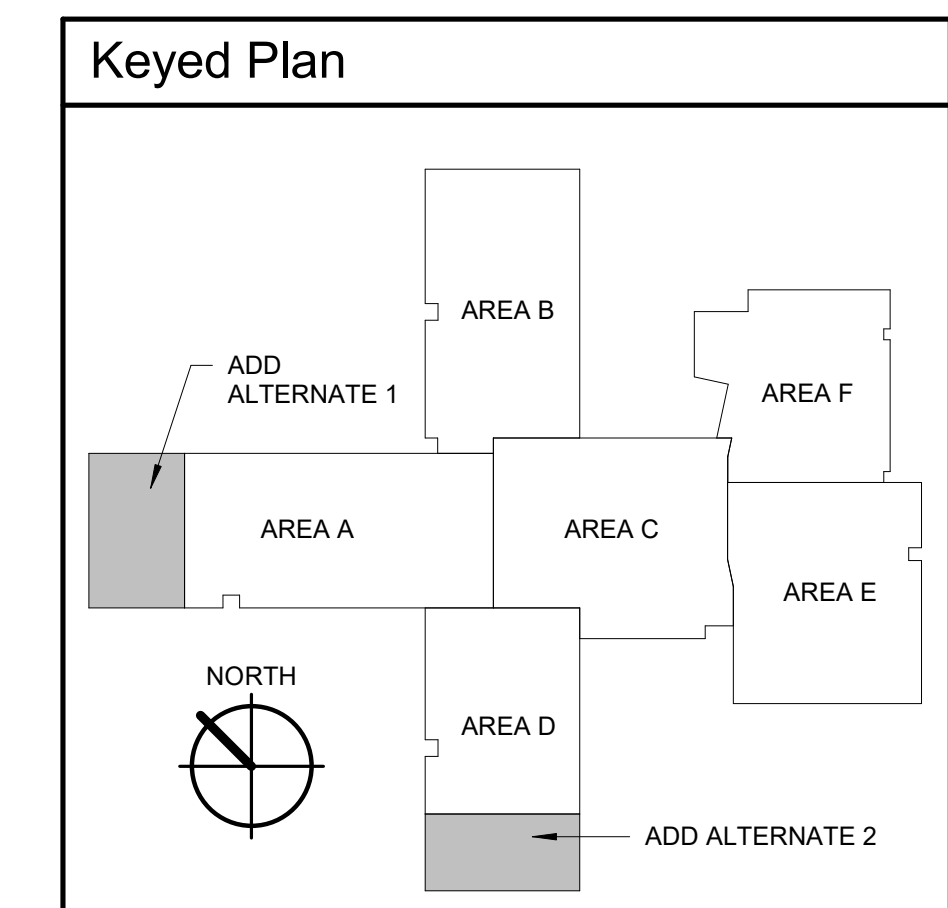 Keyed Plan
AREA B
ADD
ALTERNATE 1
AREA F
AREA A
AREA C
AREA E
NORTH
AREA D
ADD ALTERNATE 2